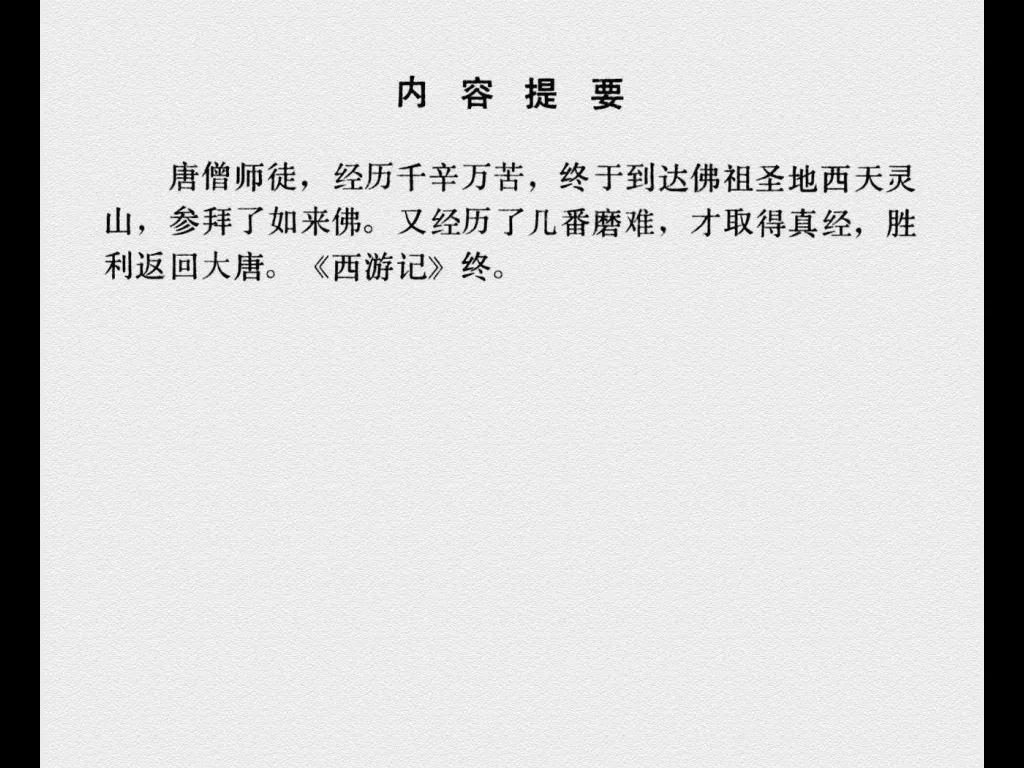 内容提要
唐僧师徒，经历千辛万苦，终于到达佛祖圣地西天灵
山，参拜了如来佛。又经历了几番磨难，才取得真经，胜
利返回大唐。《西游记》终。